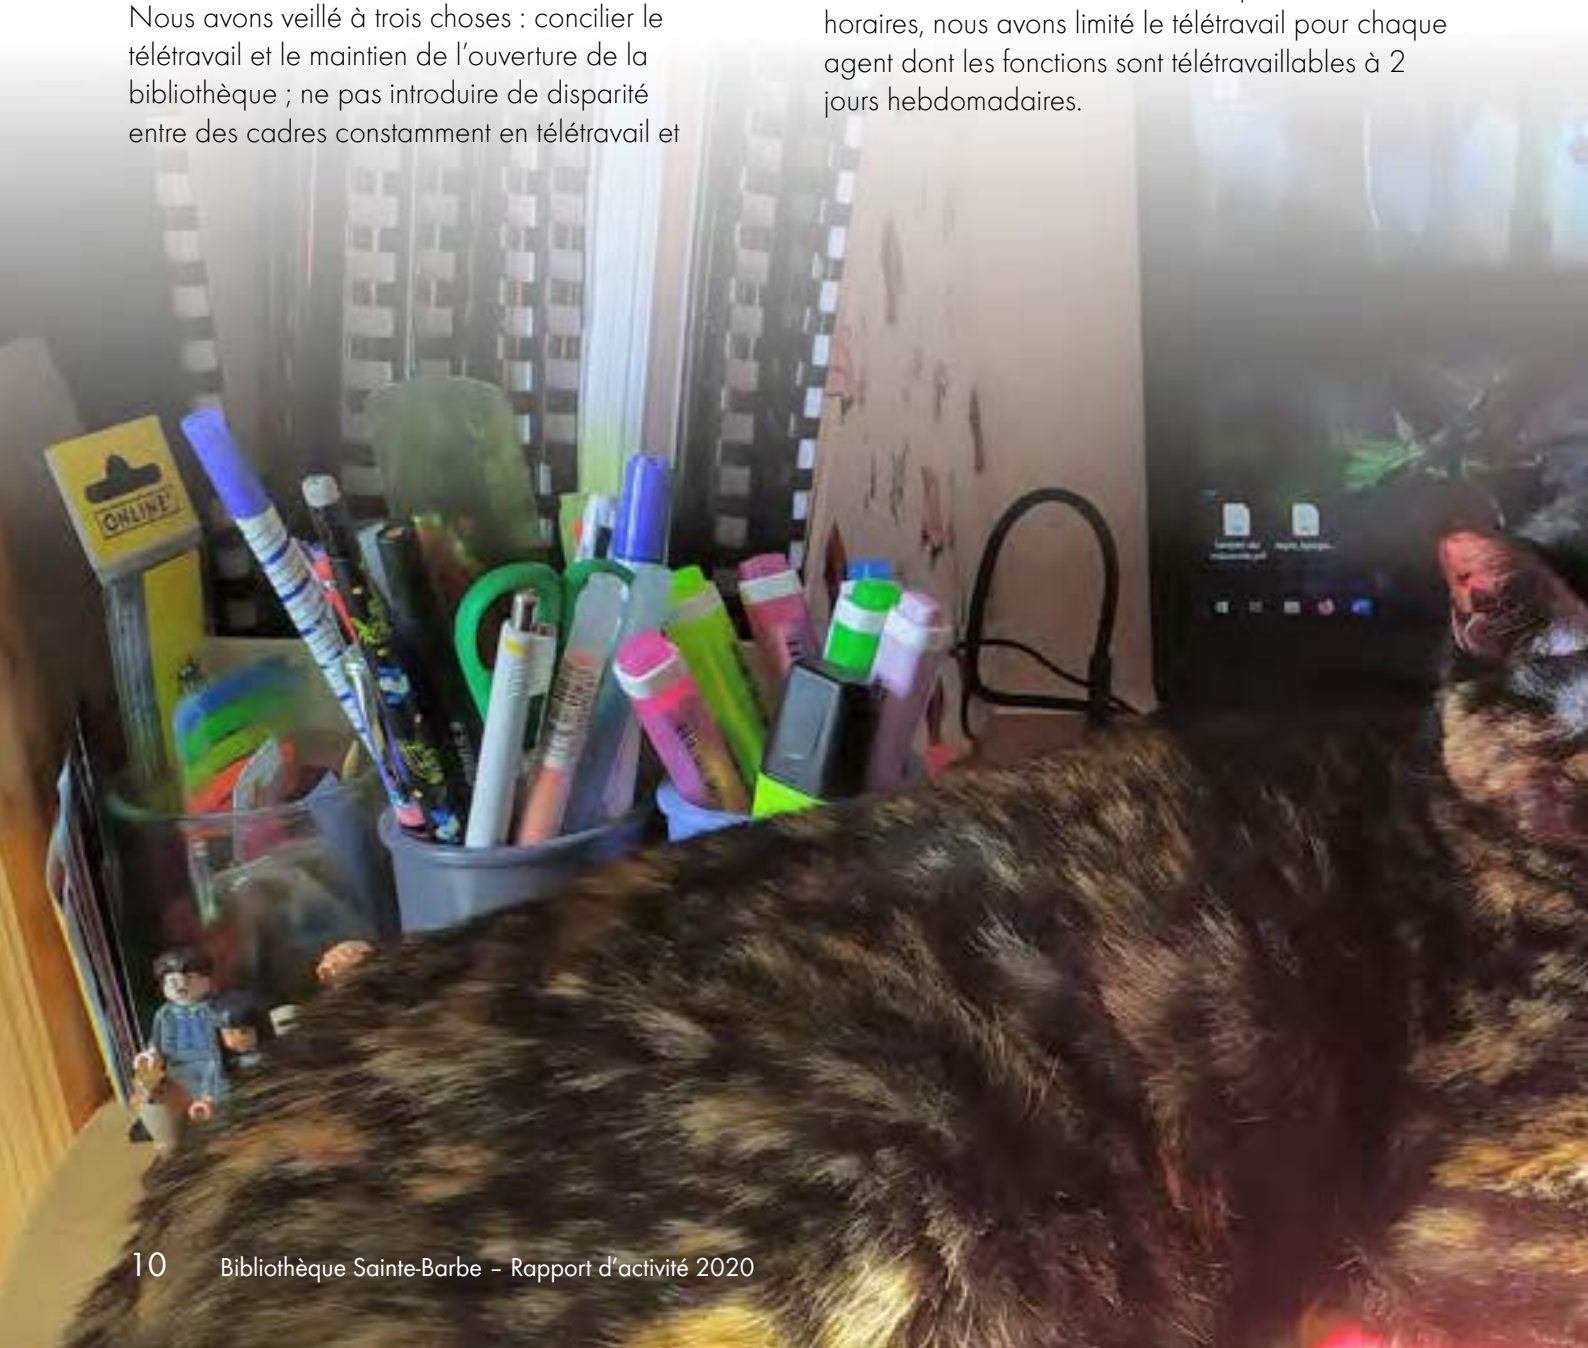 Nous avons veillé à trois choses : concilier le
télétravail et le maintien de l'ouverture de la
bibliothèque ; ne pas introduire de disparité
entre des cadres constamment en télétravail et
horaires, nous avons limité le télétravail pour chaque
agent dont les fonctions sont télétravaillables à 2
jours hebdomadaires.
ONLINE
10 Bibliothèque Sainte-Barbe – Rapport d'activité 2020